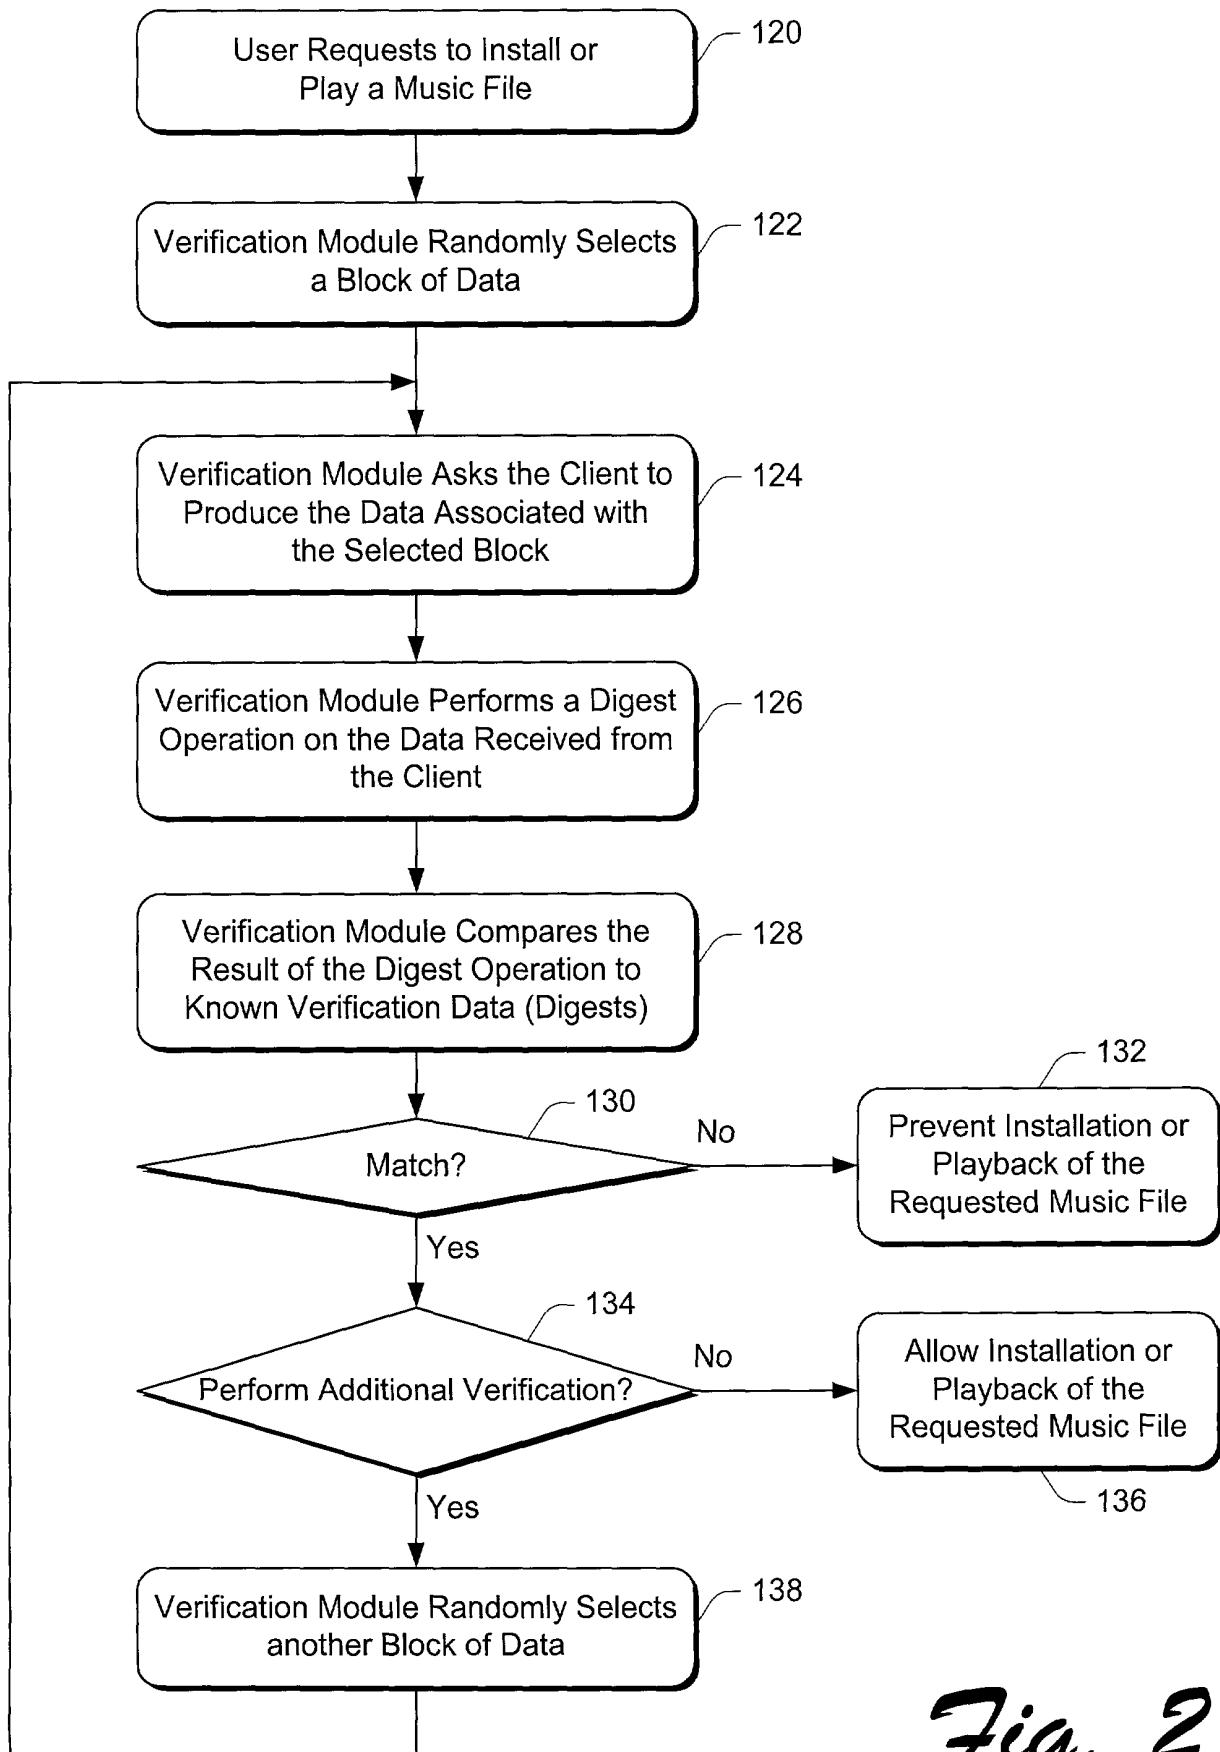 User Requests to Install or
Play a Music File
120
Verification Module Randomly Selects
a Block of Data
122
Verification Module Asks the Client to
Produce the Data Associated with
the Selected Block
124
Verification Module Performs a Digest
Operation on the Data Received from
the Client
126
Verification Module Compares the
Result of the Digest Operation to
Known Verification Data (Digests)
128
130
Match?
No
132
Prevent Installation or
Playback of the
Requested Music File
Yes
134
Perform Additional Verification?
No
Allow Installation or
Playback of the
Requested Music File
136
Yes
Verification Module Randomly Selects
another Block of Data
138
Fig. 2